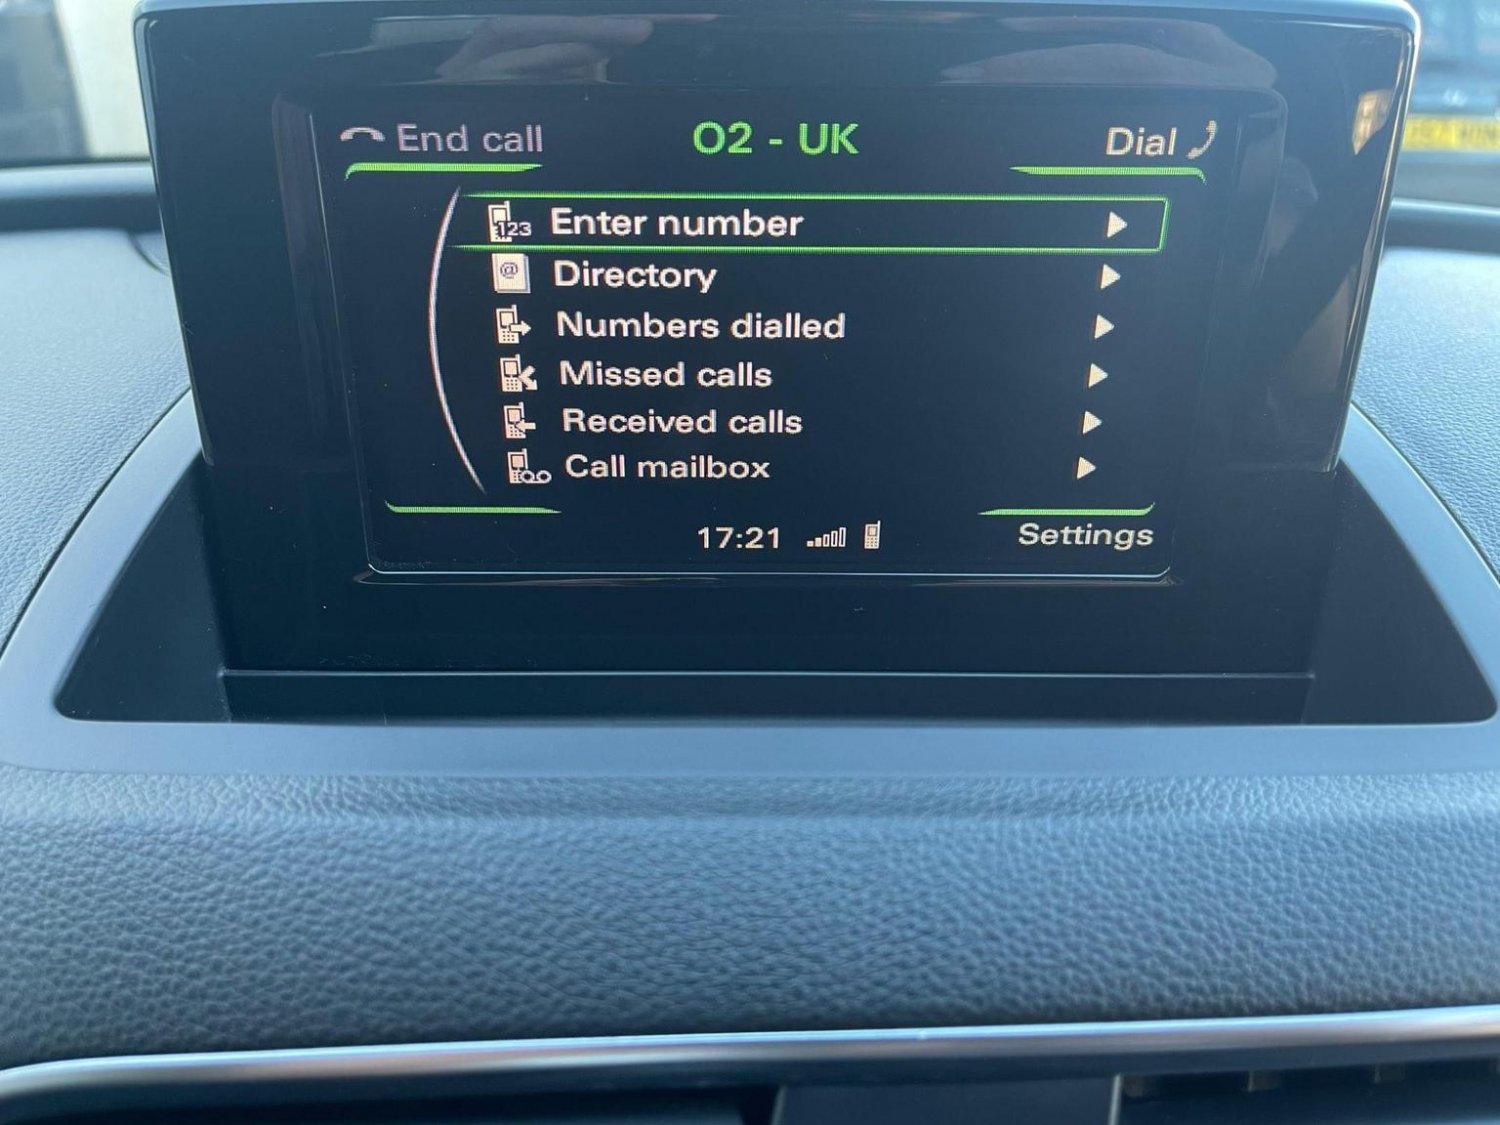 End call
O2 - UK
Dial
Enter number
Directory
Numbers dialled
Missed calls
Received calls
Call mailbox
17:21
Settings